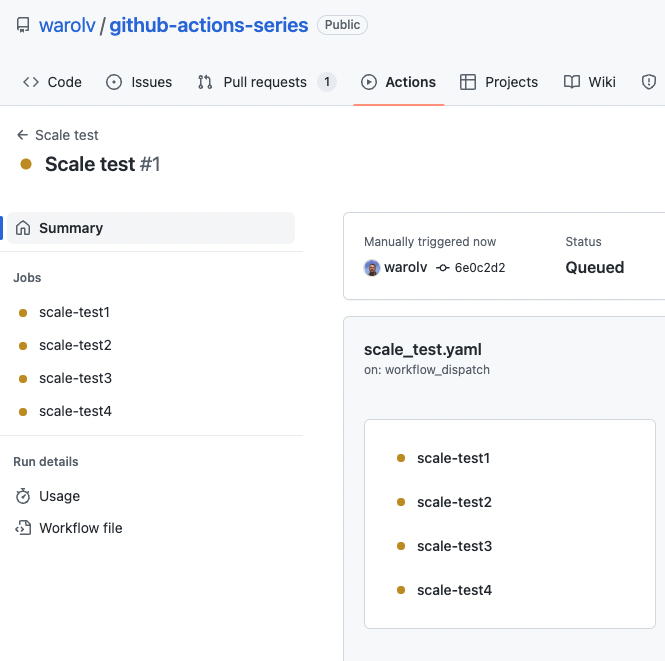 warolv / github-actions-series Public
Code Issues Pull requests 1 Actions Projects Wiki
Scale test
Scale test #1
Summary
Jobs
scale-test1
scale-test2
scale-test3
scale-test4
Run details
Usage
Workflow file
Manually triggered now
warolv 6e0c2d2
Status
Queued
scale_test.yaml
on: workflow_dispatch
scale-test1
scale-test2
scale-test3
scale-test4